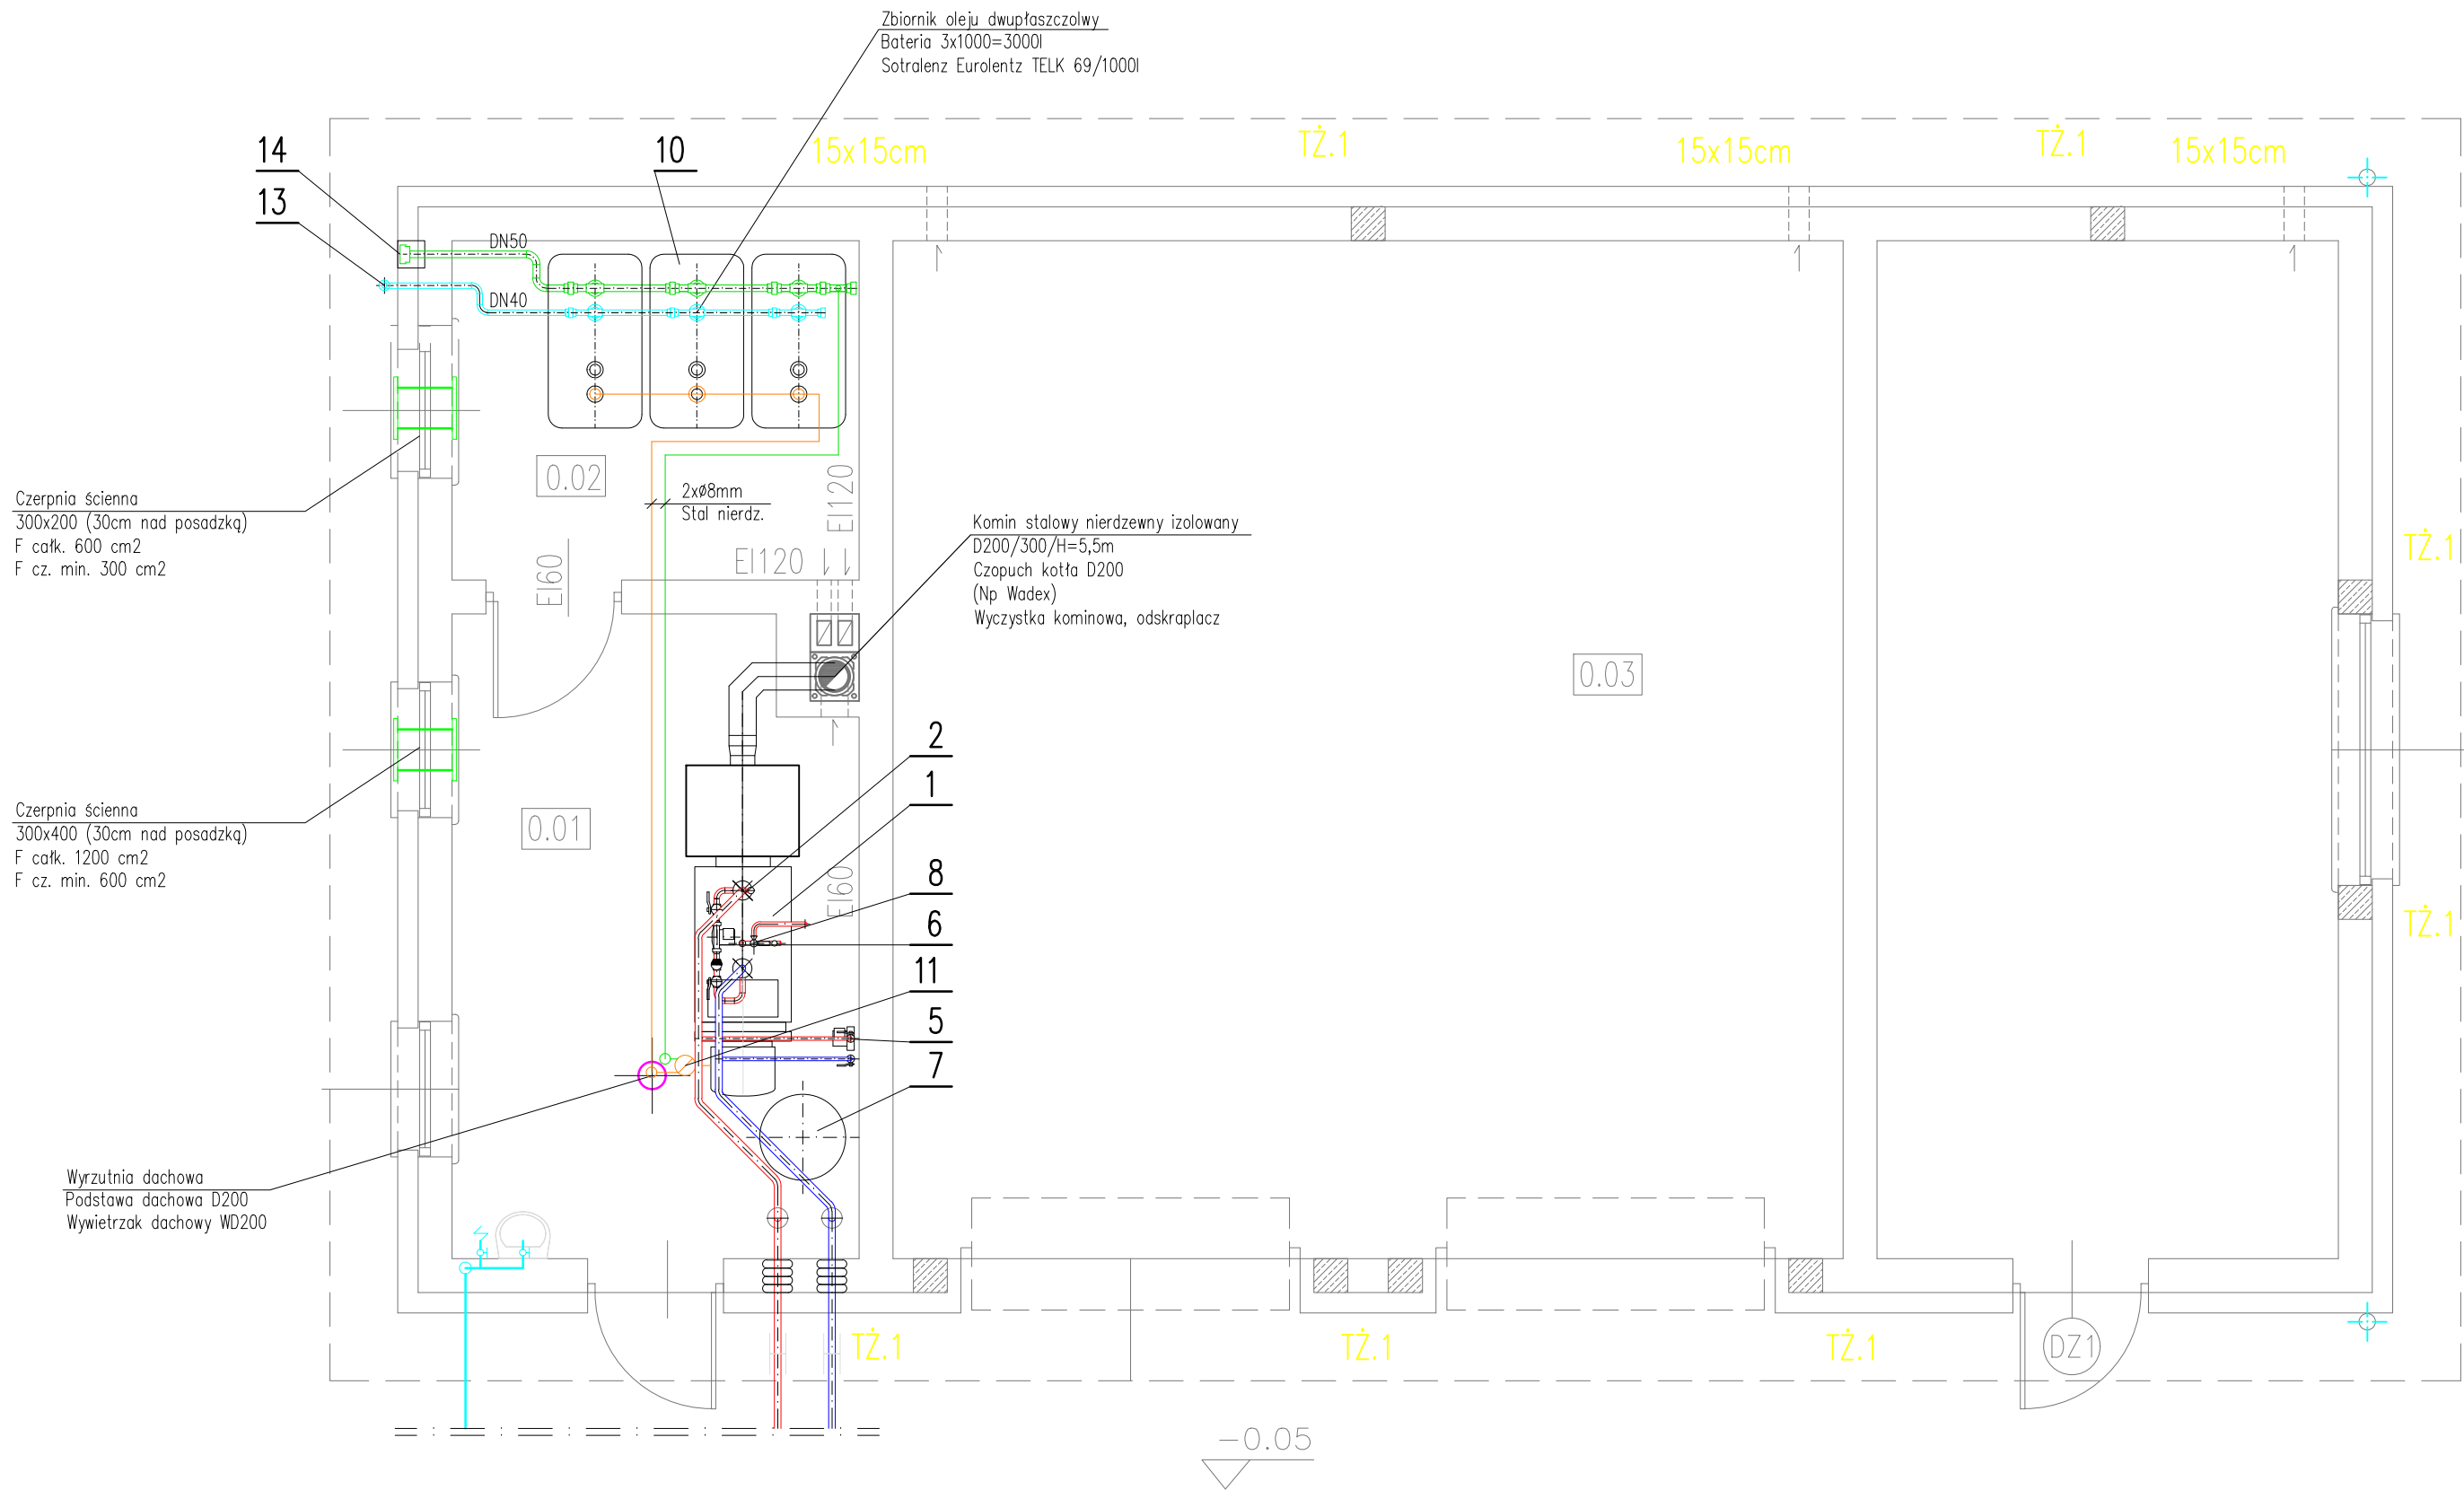 Zbiornik oleju dwupłaszczolwy
Bateria 3x1000=3000l
Sotralenz Eurolentz TELK 69/1000l
14
13
10
15x15cm
TŻ.1
15x15cm
TŻ.1
15x15cm
DN50
DN40
Czerpnia ścienna
300x200 (30cm nad posadzką)
F całk. 600 cm2
F cz. min. 300 cm2
0.02
2xø8mm
Stal nierdz.
EI120
EI120
EI60
Komin stalowy nierdzewny izolowany
D200/300/H=5,5m
Czopuch kotła D200
(Np Wadex)
Wyczystka kominowa, odskraplacz
TŻ.1
0.03
2
1
Czerpnia ścienna
300x400 (30cm nad posadzką)
F całk. 1200 cm2
F cz. min. 600 cm2
0.01
EI60
8
6
11
5
7
TŻ.1
Wyrzutnia dachowa
Podstawa dachowa D200
Wywietrzak dachowy WD200
TŻ.1
TŻ.1
TŻ.1
DZ1
-0.05